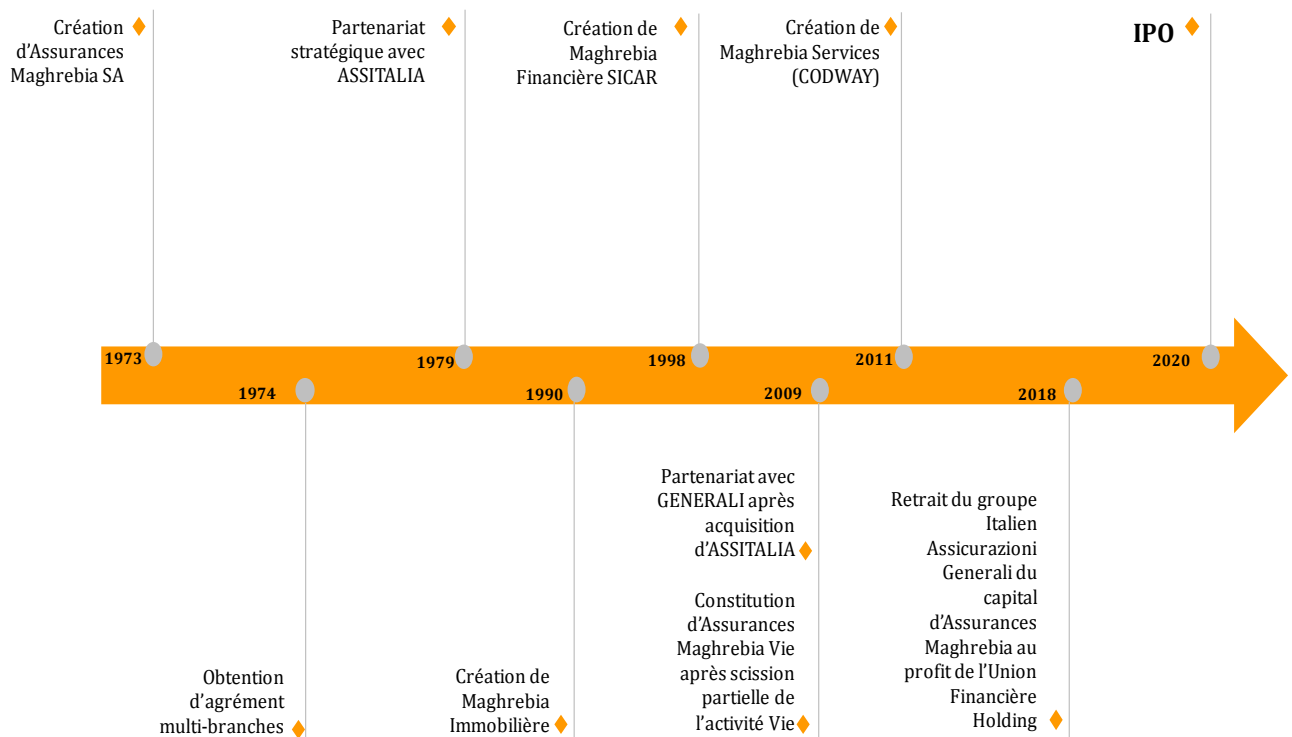 Création
d'Assurances
Maghrebia SA
Partenariat
stratégique avec
ASSITALIA
Création de
Maghrebia
Financière SICAR
Création de
Maghrebia Services
(CODWAY)
IPO
1973
1979
1998
2011
2020
1974
1990
2009
2018
Obtention
d'agrément
multi-branches
Création de
Maghrebia
Immobilière
Partenariat avec
GENERALI après
acquisition
d'ASSITALIA
Constitution
d'Assurances
Maghrebia Vie
après scission
partielle de
l'activité Vie
Retrait du groupe
Italien
Assicurazioni
Generali du
capital
d'Assurances
Maghrebia au
profit de l'Union
Financière
Holding